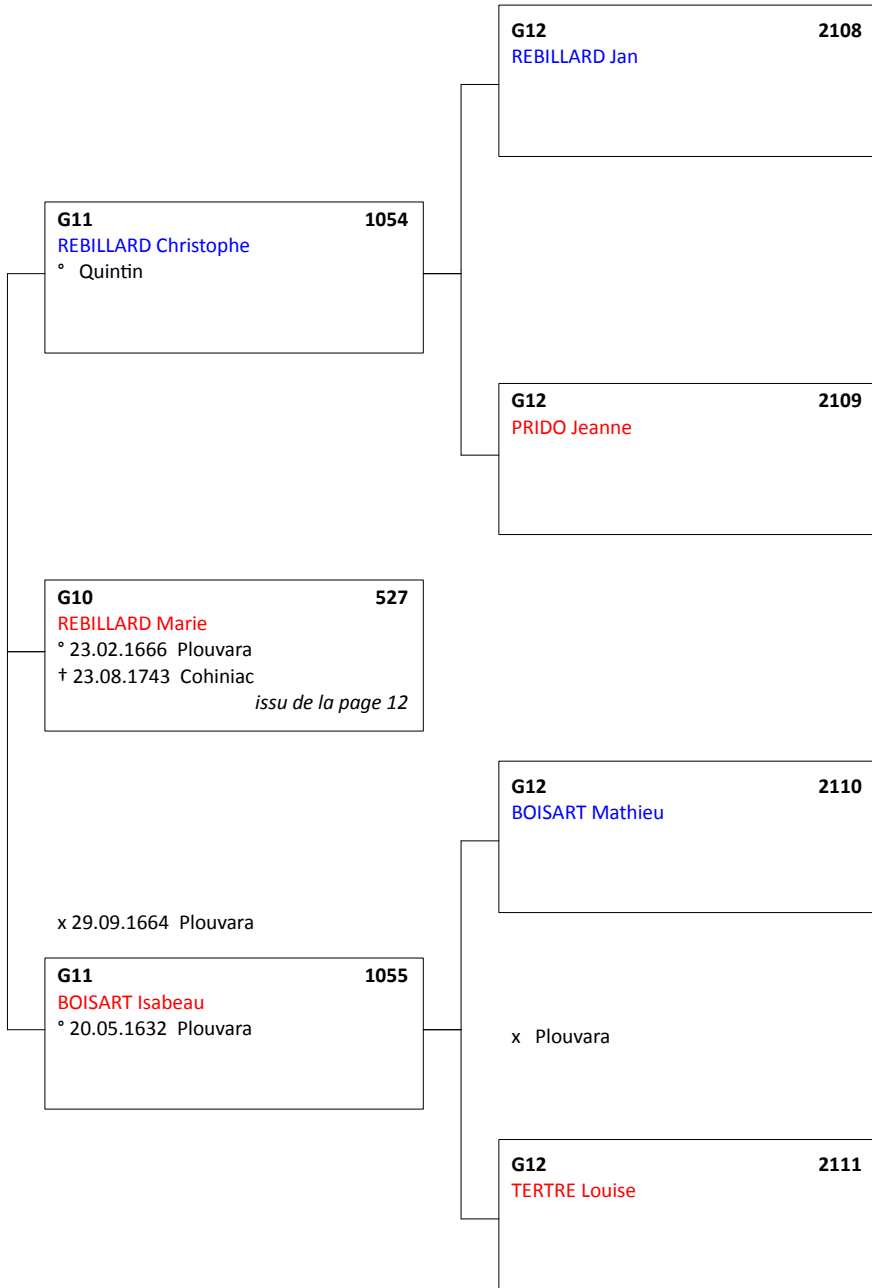 G12 2108
REBILLARD Jan
G11 1054
REBILLARD Christophe
° Quintin
G12 2109
PRIDO Jeanne
G10 527
REBILLARD Marie
° 23.02.1666 Plouvara
† 23.08.1743 Cohiniac
issu de la page 12
G12 2110
BOISART Mathieu
x 29.09.1664 Plouvara
G11 1055
BOISART Isabeau
° 20.05.1632 Plouvara
x Plouvara
G12 2111
TERTRE Louise